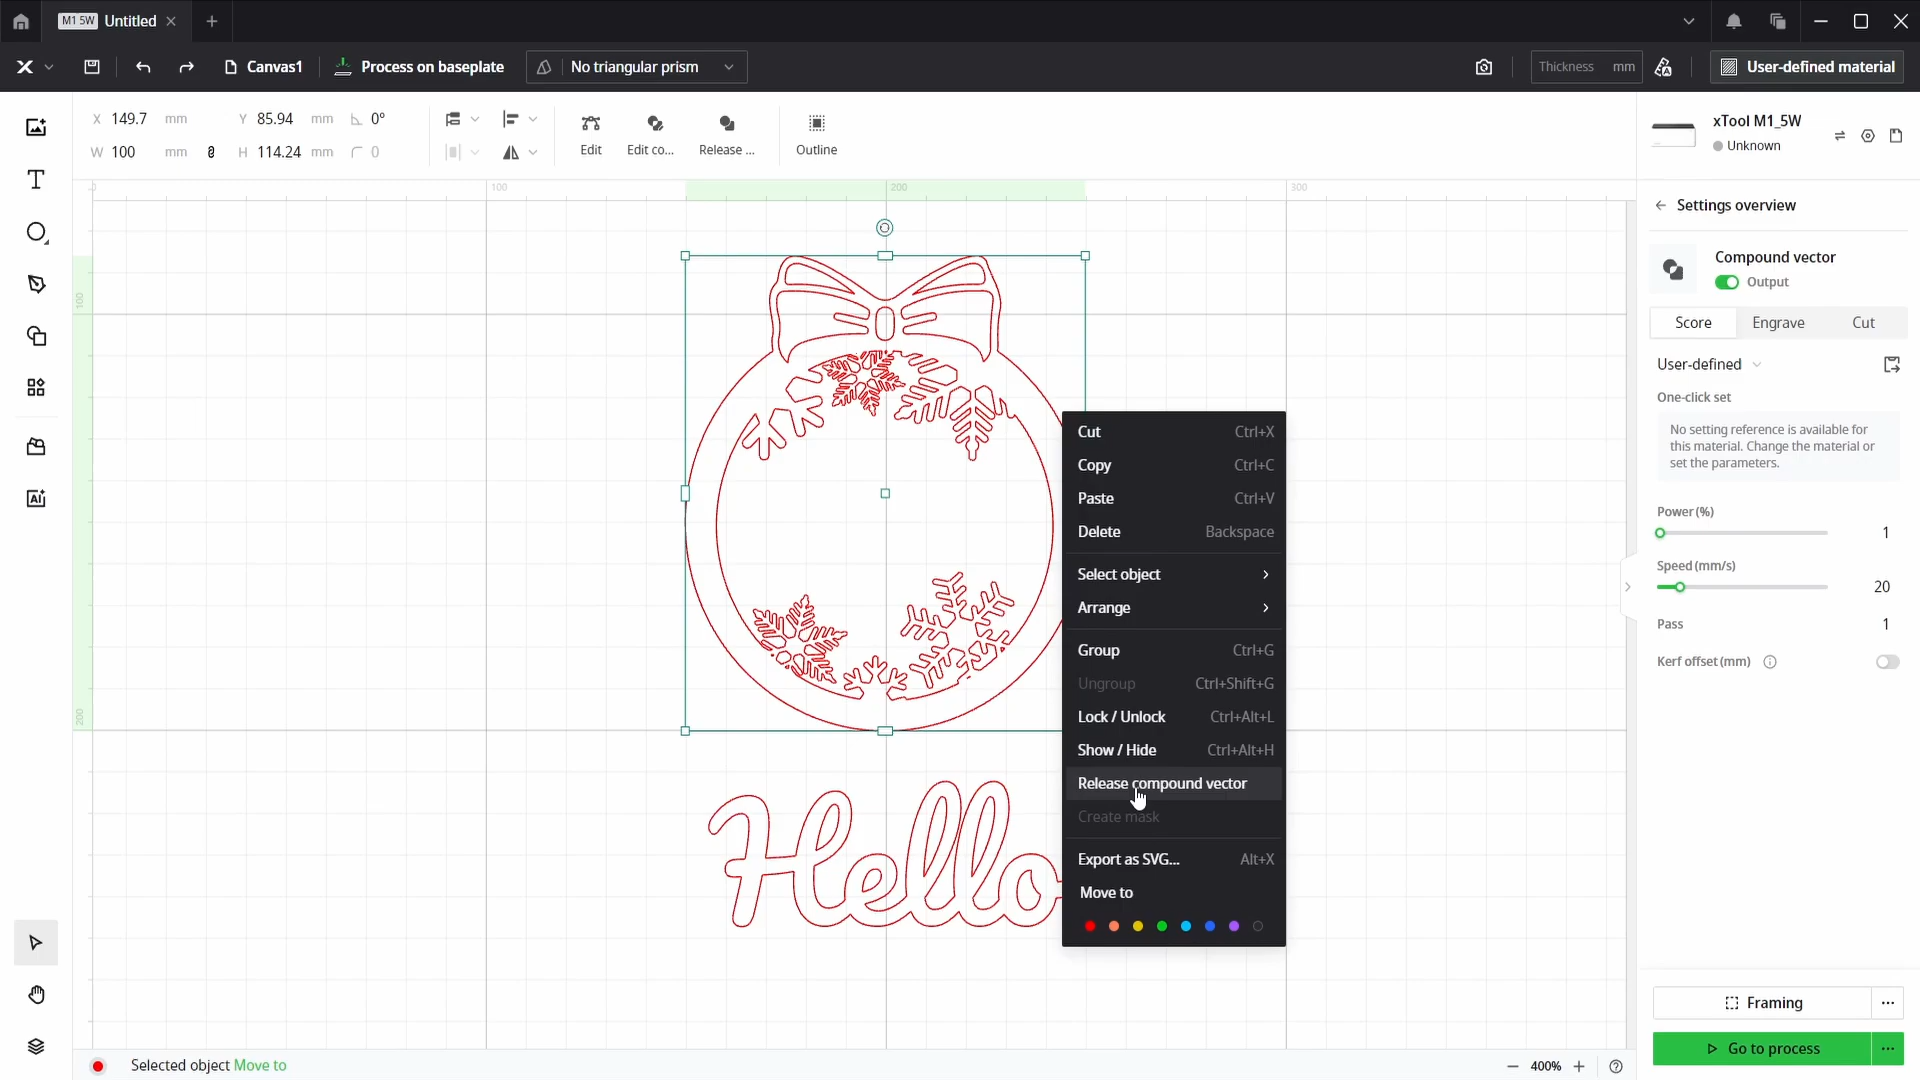 M1 5W Untitled
Canvas1
Process on baseplate
No triangular prism
Thickness mm
User-defined material
X 149.7 mm Y 85.94 mm 0°
W 100 mm H 114.24 mm 0
Edit
Edit co...
Release ...
Outline
xTool M1_5W
Unknown
100
200
300
100
200
Settings overview
Compound vector
Output
Score
Engrave
Cut
User-defined
One-click set
No setting reference is available for
this material. Change the material or
set the parameters.
Power (%)
1
Speed (mm/s)
20
Pass
1
Kerf offset (mm)
Cut Ctrl+X
Copy Ctrl+C
Paste Ctrl+V
Delete Backspace
Select object
Arrange
Group Ctrl+G
Ungroup Ctrl+Shift+G
Lock / Unlock Ctrl+Alt+L
Show / Hide Ctrl+Alt+H
Release compound vector
Create mask
Export as SVG... Alt+X
Move to
Hello
AI
Framing
Go to process
Selected object Move to
400%